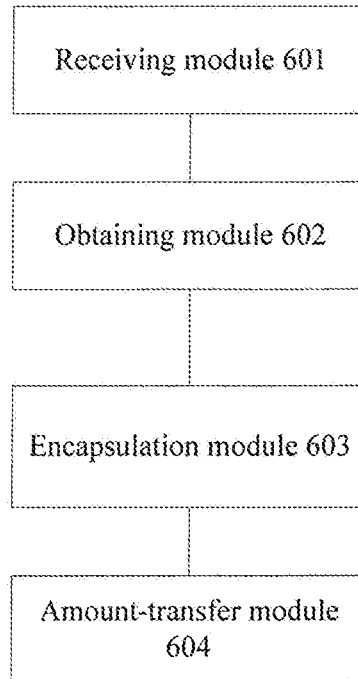 Receiving module 601
Obtaining module 602
Encapsulation module 603
Amount-transfer module
604